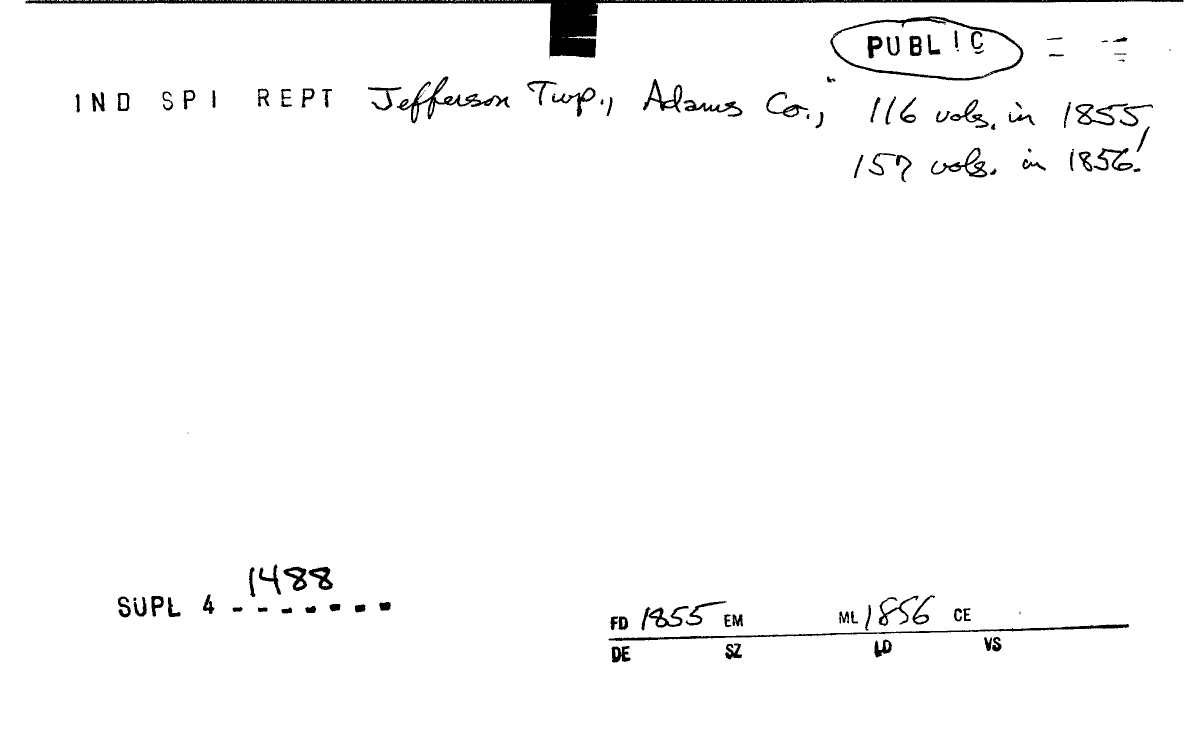 PUBLIC
IND SPI REPT Jefferson Twp., Adams Co., " 116 vols. in 1855,
157 vols. in 1856!
1488
SUPL 4 - - - - - - -
FD 1855 EM ML 1856 CE
DE SZ LD VS